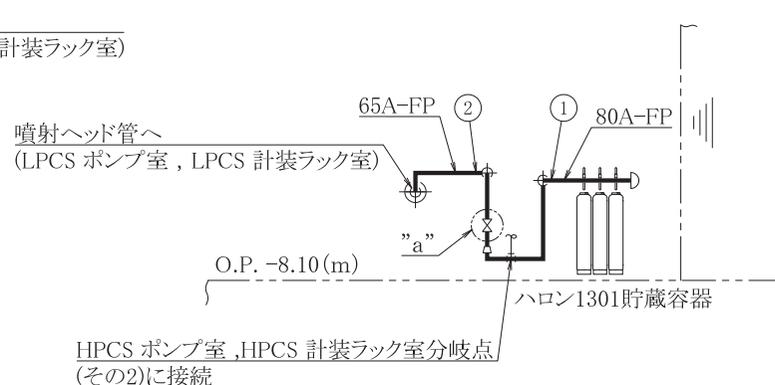 計装ラック室)
65A-FP
2
1
80A-FP
噴射ヘッド管へ
(LPCS ポンプ室 , LPCS 計装ラック室)
"a"
O.P. -8.10(m)
ハロン1301貯蔵容器
HPCS ポンプ室 ,HPCS 計装ラック室分岐点
(その2)に接続